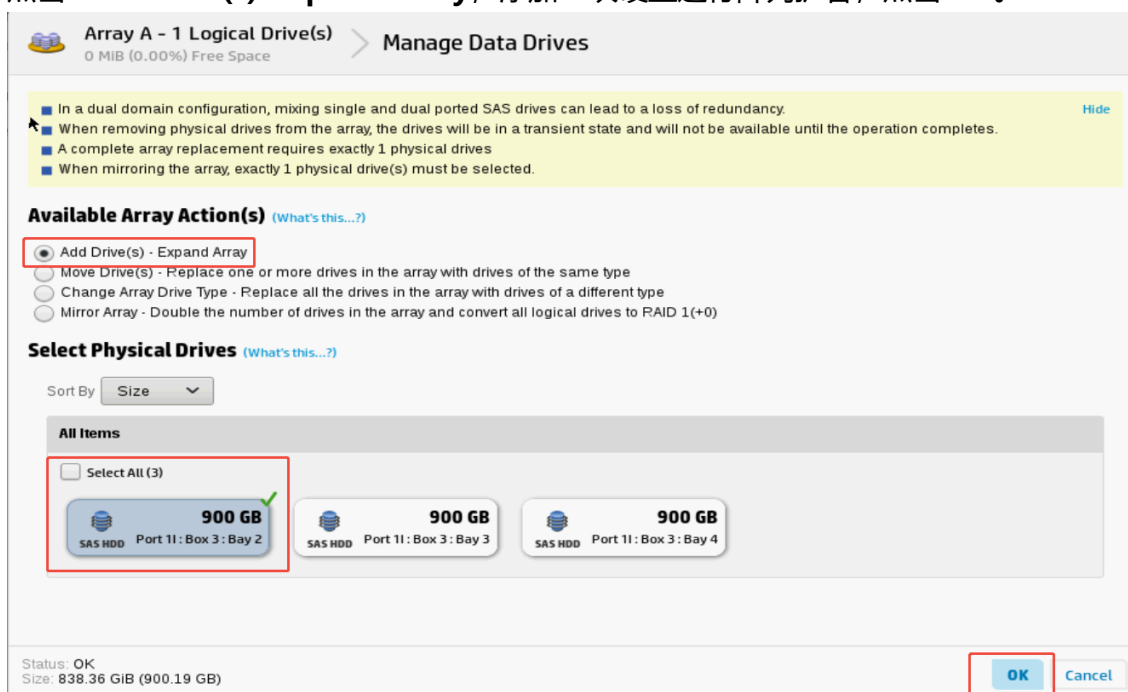 Array A - 1 Logical Drive(s)
0 MiB (0.00%) Free Space
Manage Data Drives
In a dual domain configuration, mixing single and dual ported SAS drives can lead to a loss of redundancy.
Hide
When removing physical drives from the array, the drives will be in a transient state and will not be available until the operation completes.
A complete array replacement requires exactly 1 physical drives
When mirroring the array, exactly 1 physical drive(s) must be selected.
Available Array Action(s) (What's this...?)
Add Drive(s) - Expand Array
Move Drive(s) - Replace one or more drives in the array with drives of the same type
Change Array Drive Type - Replace all the drives in the array with drives of a different type
Mirror Array - Double the number of drives in the array and convert all logical drives to RAID 1(+0)
Select Physical Drives (What's this...?)
Sort By Size
All Items
Select All (3)
900 GB
SAS HDD Port 1I : Box 3 : Bay 2
900 GB
SAS HDD Port 1I : Box 3 : Bay 3
900 GB
SAS HDD Port 1I : Box 3 : Bay 4
Status: OK
Size: 838.36 GiB (900.19 GB)
OK
Cancel